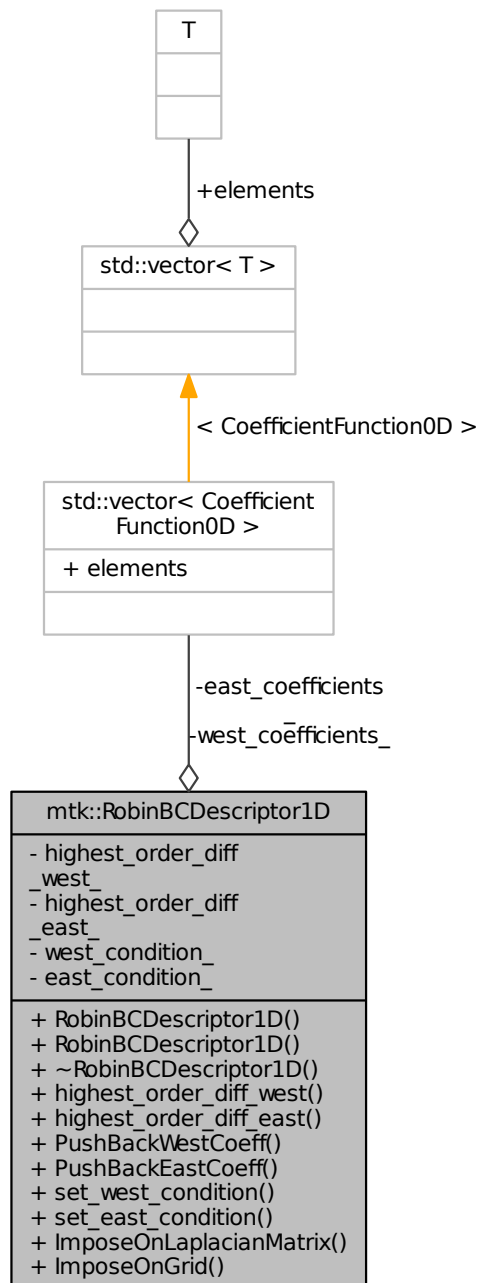 T
+elements
std::vector< T >
< CoefficientFunction0D >
std::vector< Coefficient
Function0D >
+ elements
-east_coefficients
_
-west_coefficients_
mtk::RobinBCDescriptor1D
- highest_order_diff
_west_
- highest_order_diff
_east_
- west_condition_
- east_condition_
+ RobinBCDescriptor1D()
+ RobinBCDescriptor1D()
+ ~RobinBCDescriptor1D()
+ highest_order_diff_west()
+ highest_order_diff_east()
+ PushBackWestCoeff()
+ PushBackEastCoeff()
+ set_west_condition()
+ set_east_condition()
+ ImposeOnLaplacianMatrix()
+ ImposeOnGrid()